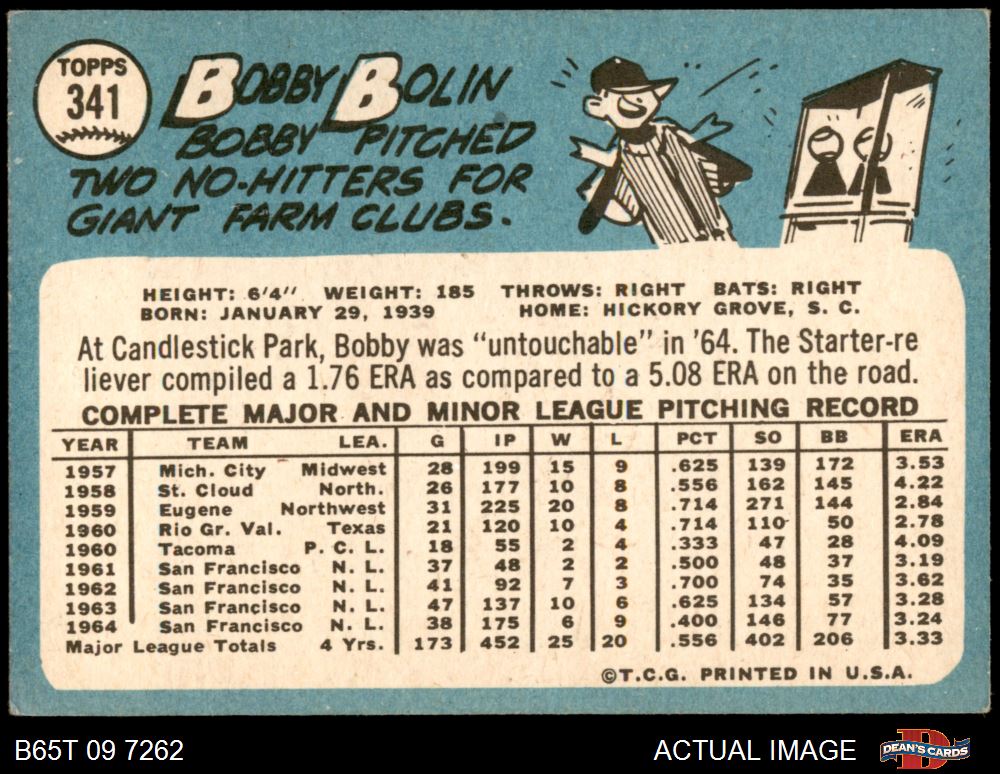 TOPPS
341
BOBBY BOLIN
BOBBY PITCHED
TWO NO-HITTERS FOR
GIANT FARM CLUBS.
HEIGHT: 6'4" WEIGHT: 185 THROWS: RIGHT BATS: RIGHT
BORN: JANUARY 29, 1939 HOME: HICKORY GROVE, S. C.
At Candlestick Park, Bobby was "untouchable" in '64. The Starter-re
liever compiled a 1.76 ERA as compared to a 5.08 ERA on the road.
COMPLETE MAJOR AND MINOR LEAGUE PITCHING RECORD
YEAR TEAM LEA. G IP W L PCT SO BB ERA
1957 Mich. City Midwest 28 199 15 9 .625 139 172 3.53
1958 St. Cloud North. 26 177 10 8 .556 162 145 4.22
1959 Eugene Northwest 31 225 20 8 .714 271 144 2.84
1960 Rio Gr. Val. Texas 21 120 10 4 .714 110 50 2.78
1960 Tacoma P. C. L. 18 55 2 4 .333 47 28 4.09
1961 San Francisco N. L. 37 48 2 2 .500 48 37 3.19
1962 San Francisco N. L. 41 92 7 3 .700 74 35 3.62
1963 San Francisco N. L. 47 137 10 6 .625 134 57 3.28
1964 San Francisco N. L. 38 175 6 9 .400 146 77 3.24
Major League Totals 4 Yrs. 173 452 25 20 .556 402 206 3.33
©T.C.G. PRINTED IN U.S.A.
B65T 09 7262 ACTUAL IMAGE DEAN'S CARDS